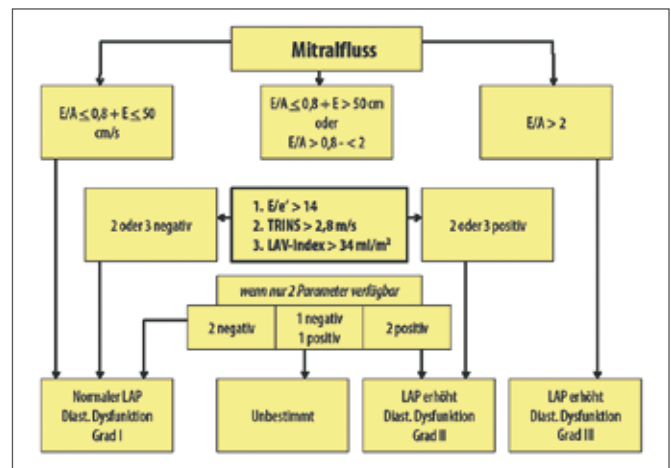 Mitralfluss
E/A ≤ 0,8 + E ≤ 50
cm/s
E/A ≤ 0,8 + E > 50 cm
oder
E/A > 0,8 - < 2
E/A > 2
2 oder 3 negativ
1. E/e' > 14
2. TRINS > 2,8 m/s
3. LAV-Index > 34 ml/m²
2 oder 3 positiv
wenn nur 2 Parameter verfügbar
2 negativ
1 negativ
1 positiv
2 positiv
Normaler LAP
Diast. Dysfunktion
Grad I
Unbestimmt
LAP erhöht
Diast. Dysfunktion
Grad II
LAP erhöht
Diast. Dysfunktion
Grad III